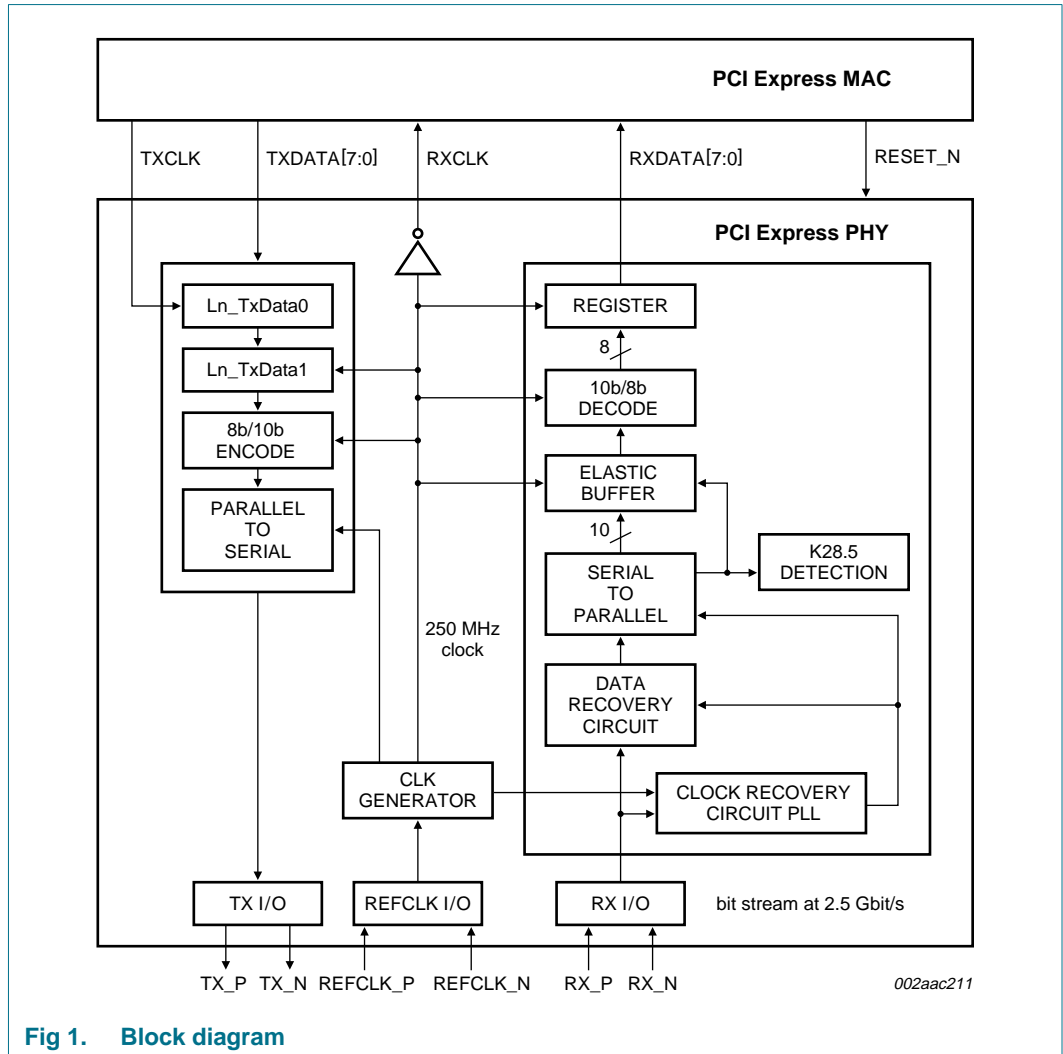 PCI Express MAC
TXCLK
TXDATA[7:0]
RXCLK
RXDATA[7:0]
RESET_N
PCI Express PHY
Ln_TxData0
Ln_TxData1
8b/10b
ENCODE
PARALLEL
TO
SERIAL
250 MHz
clock
REGISTER
8
10b/8b
DECODE
ELASTIC
BUFFER
10
K28.5
DETECTION
SERIAL
TO
PARALLEL
DATA
RECOVERY
CIRCUIT
CLK
GENERATOR
CLOCK RECOVERY
CIRCUIT PLL
TX I/O
REFCLK I/O
RX I/O
bit stream at 2.5 Gbit/s
TX_P
TX_N
REFCLK_P
REFCLK_N
RX_P
RX_N
002aac211
Fig 1. Block diagram